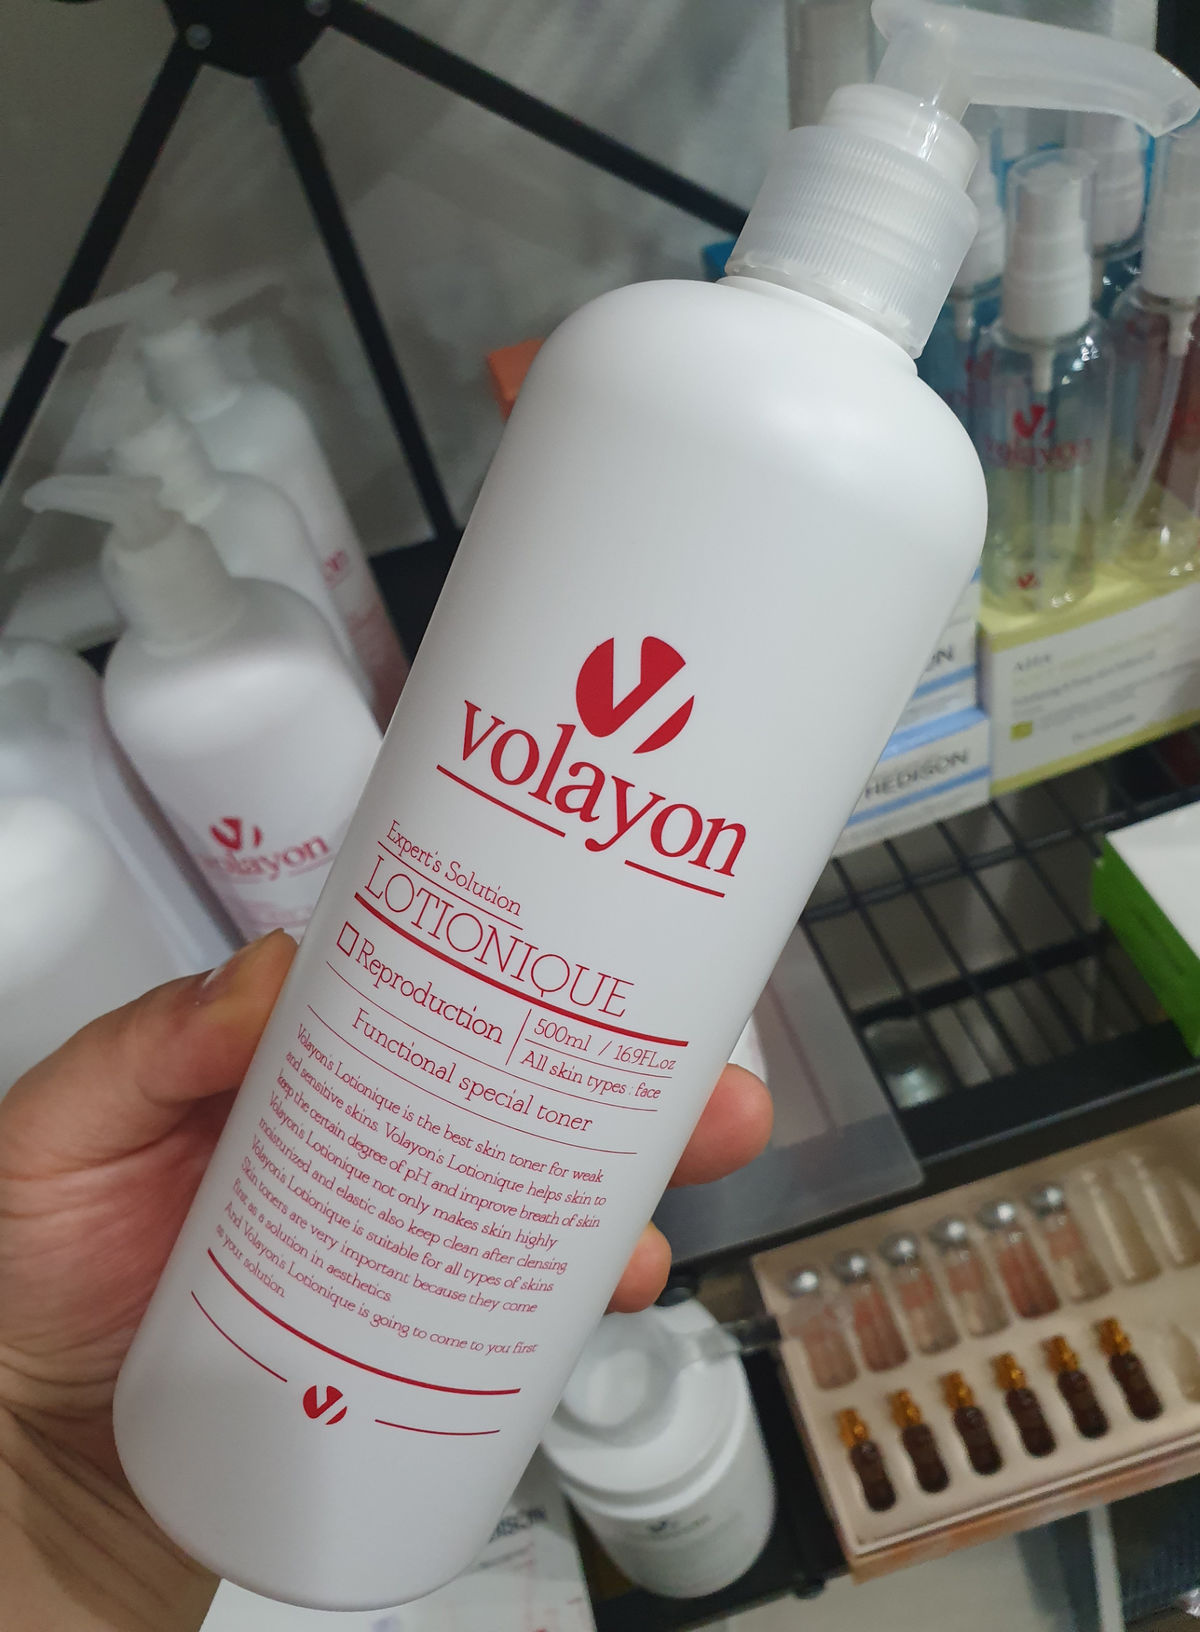 volayon
Expert's Solution
LOTIONIQUE
Reproduction
500ml / 16.9FL.oz
All skin types : face
Functional special toner
Volayon's Lotionique is the best skin toner for weak
and sensitive skins. Volayon's Lotionique helps skin to
keep the certain degree of pH and improve breath of skin
Volayon's Lotionique not only makes skin highly
moisturized and elastic also keep clean after clensing
Volayon's Lotionique is suitable for all types of skins
Skin toners are very important because they come
first as a solution in aesthetics.
And Volayon's Lotionique is going to come to you first
as your solution.
volayon
volayon
HEDISON